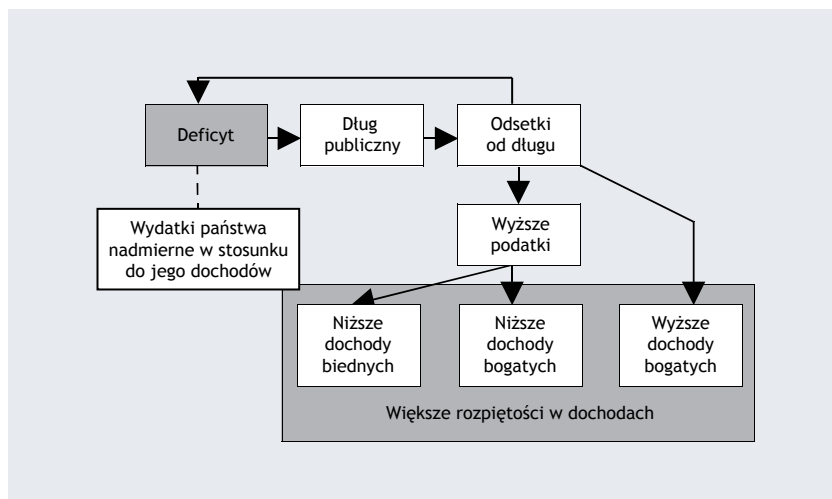 Deficyt
Dług
publiczny
Odsetki
od długu
Wydatki państwa
nadmierne w stosunku
do jego dochodów
Wyższe
podatki
Niższe
dochody
biednych
Niższe
dochody
bogatych
Wyższe
dochody
bogatych
Większe rozpiętości w dochodach